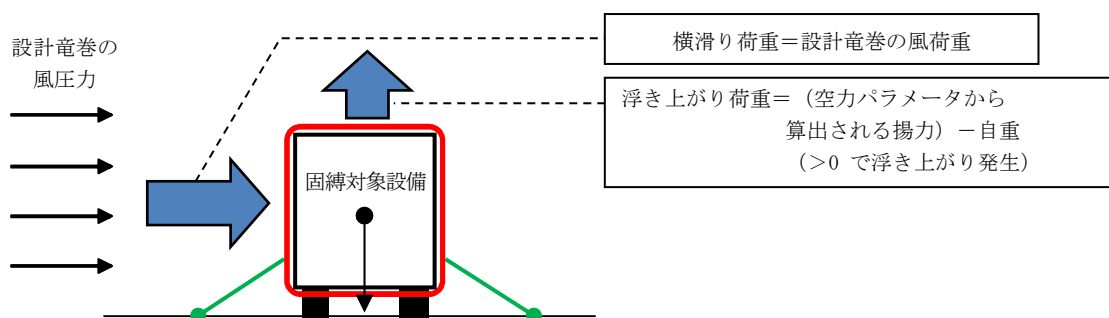 設計竜巻の
風圧力
横滑り荷重＝設計竜巻の風荷重
浮き上がり荷重＝（空力パラメータから
算出される揚力）－自重
（＞0 で浮き上がり発生）
固縛対象設備